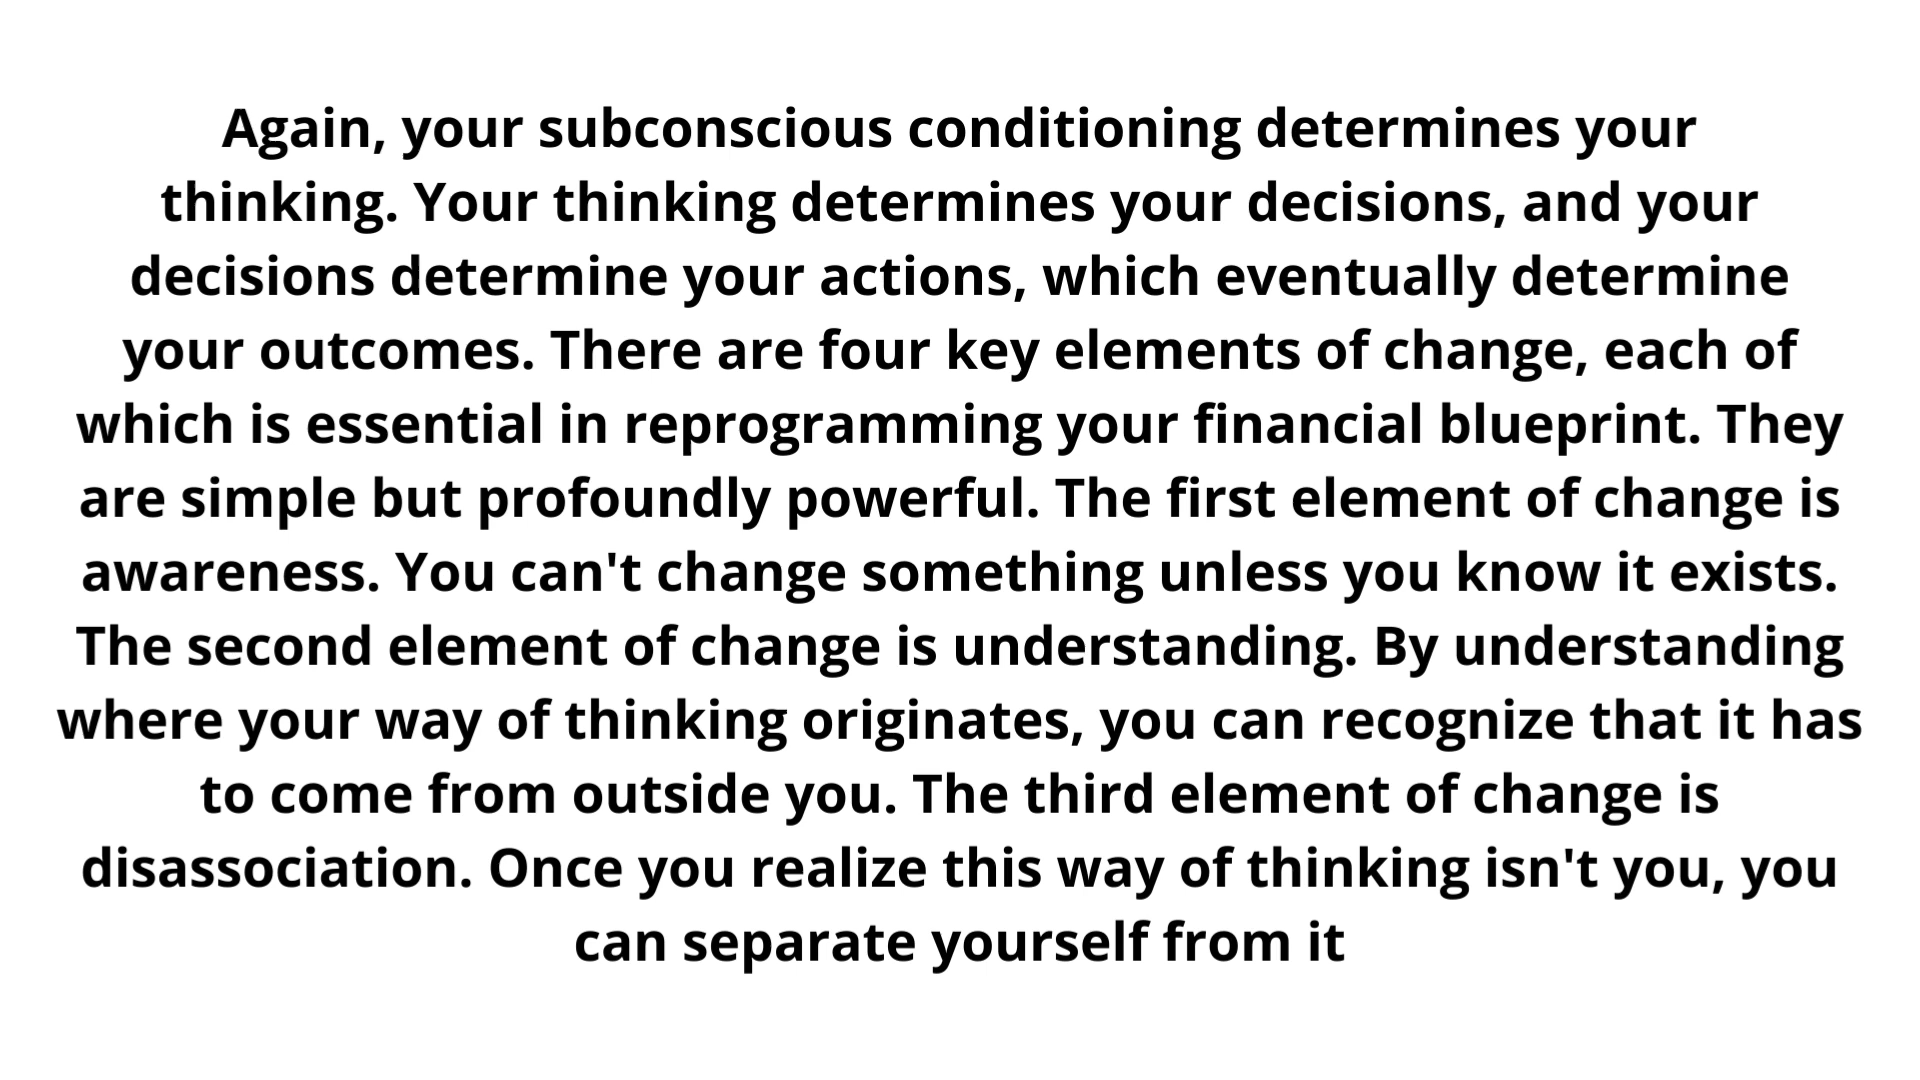 Again, your subconscious conditioning determines your
thinking. Your thinking determines your decisions, and your
decisions determine your actions, which eventually determine
your outcomes. There are four key elements of change, each of
which is essential in reprogramming your financial blueprint. They
are simple but profoundly powerful. The first element of change is
awareness. You can't change something unless you know it exists.
The second element of change is understanding. By understanding
where your way of thinking originates, you can recognize that it has
to come from outside you. The third element of change is
disassociation. Once you realize this way of thinking isn't you, you
can separate yourself from it